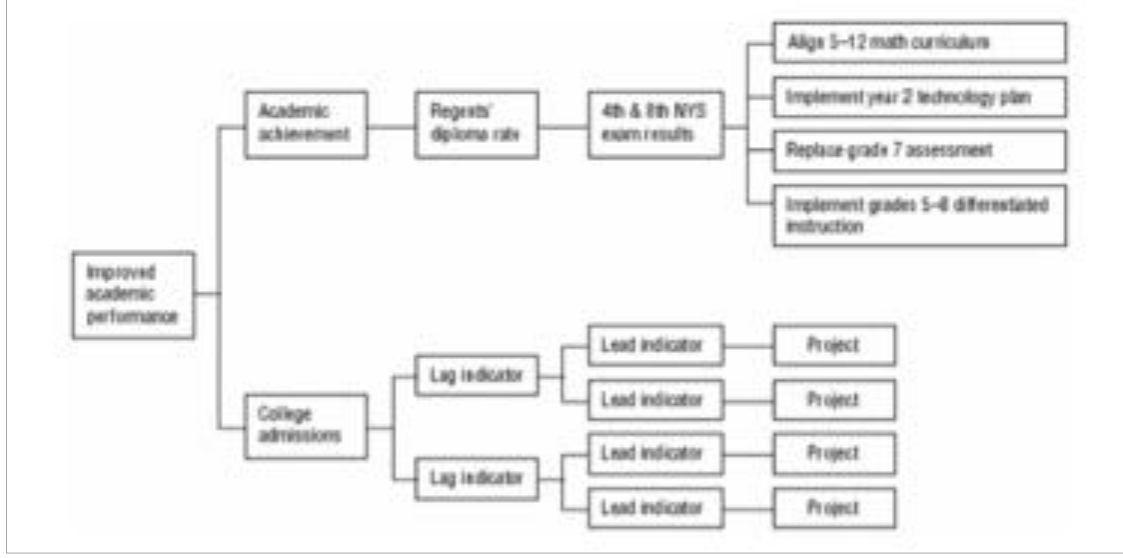 Align 5–12 math curriculum
Implement year 2 technology plan
Academic
achievement
Regents'
diploma rate
4th & 8th NYS
exam results
Replace grade 7 assessment
Implement grades 5–8 differentiated
instruction
Improved
academic
performance
Lead indicator
Project
Lag indicator
Lead indicator
Project
College
admissions
Lead indicator
Project
Lag indicator
Lead indicator
Project